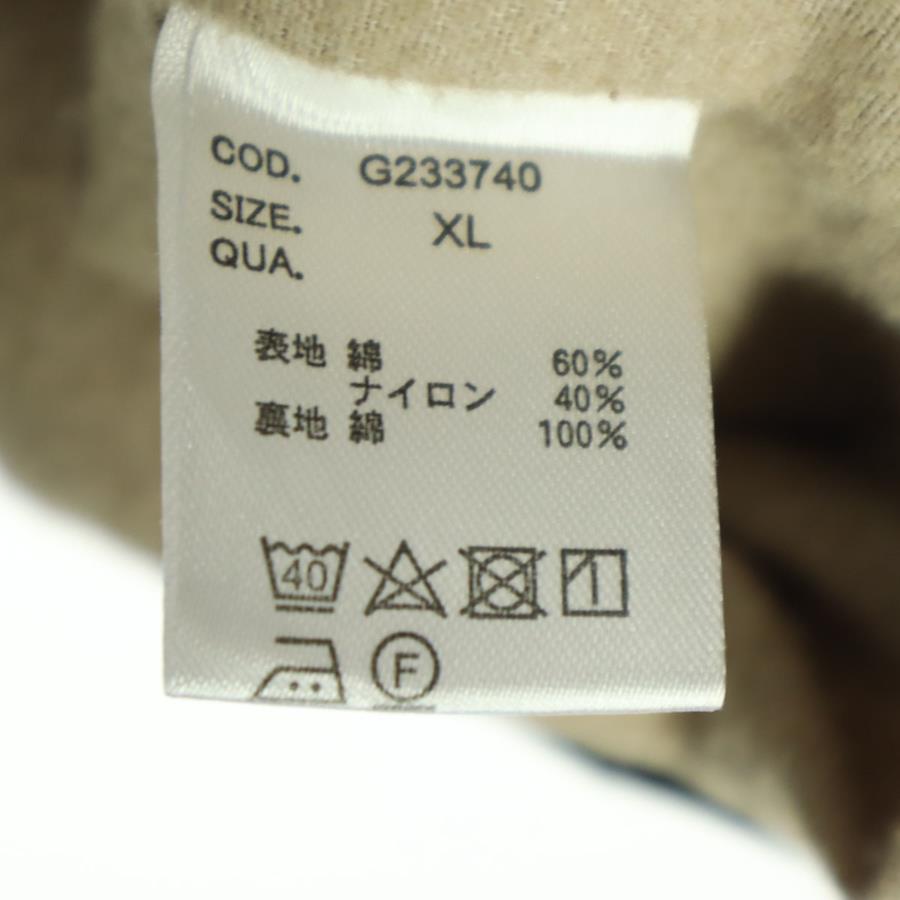 COD. G233740
SIZE. XL
QUA.
表地 綿 60%
ナイロン 40%
裏地 綿 100%
40
F